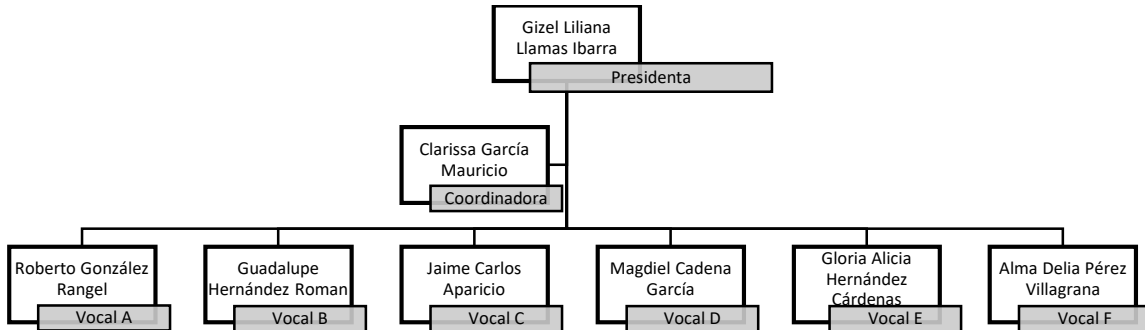 Gizel Liliana
Llamas Ibarra
Presidenta
Clarissa García
Mauricio
Coordinadora
Roberto González
Rangel
Vocal A
Guadalupe
Hernández Roman
Vocal B
Jaime Carlos
Aparicio
Vocal C
Magdiel Cadena
García
Vocal D
Gloria Alicia
Hernández
Cárdenas
Vocal E
Alma Delia Pérez
Villagrana
Vocal F